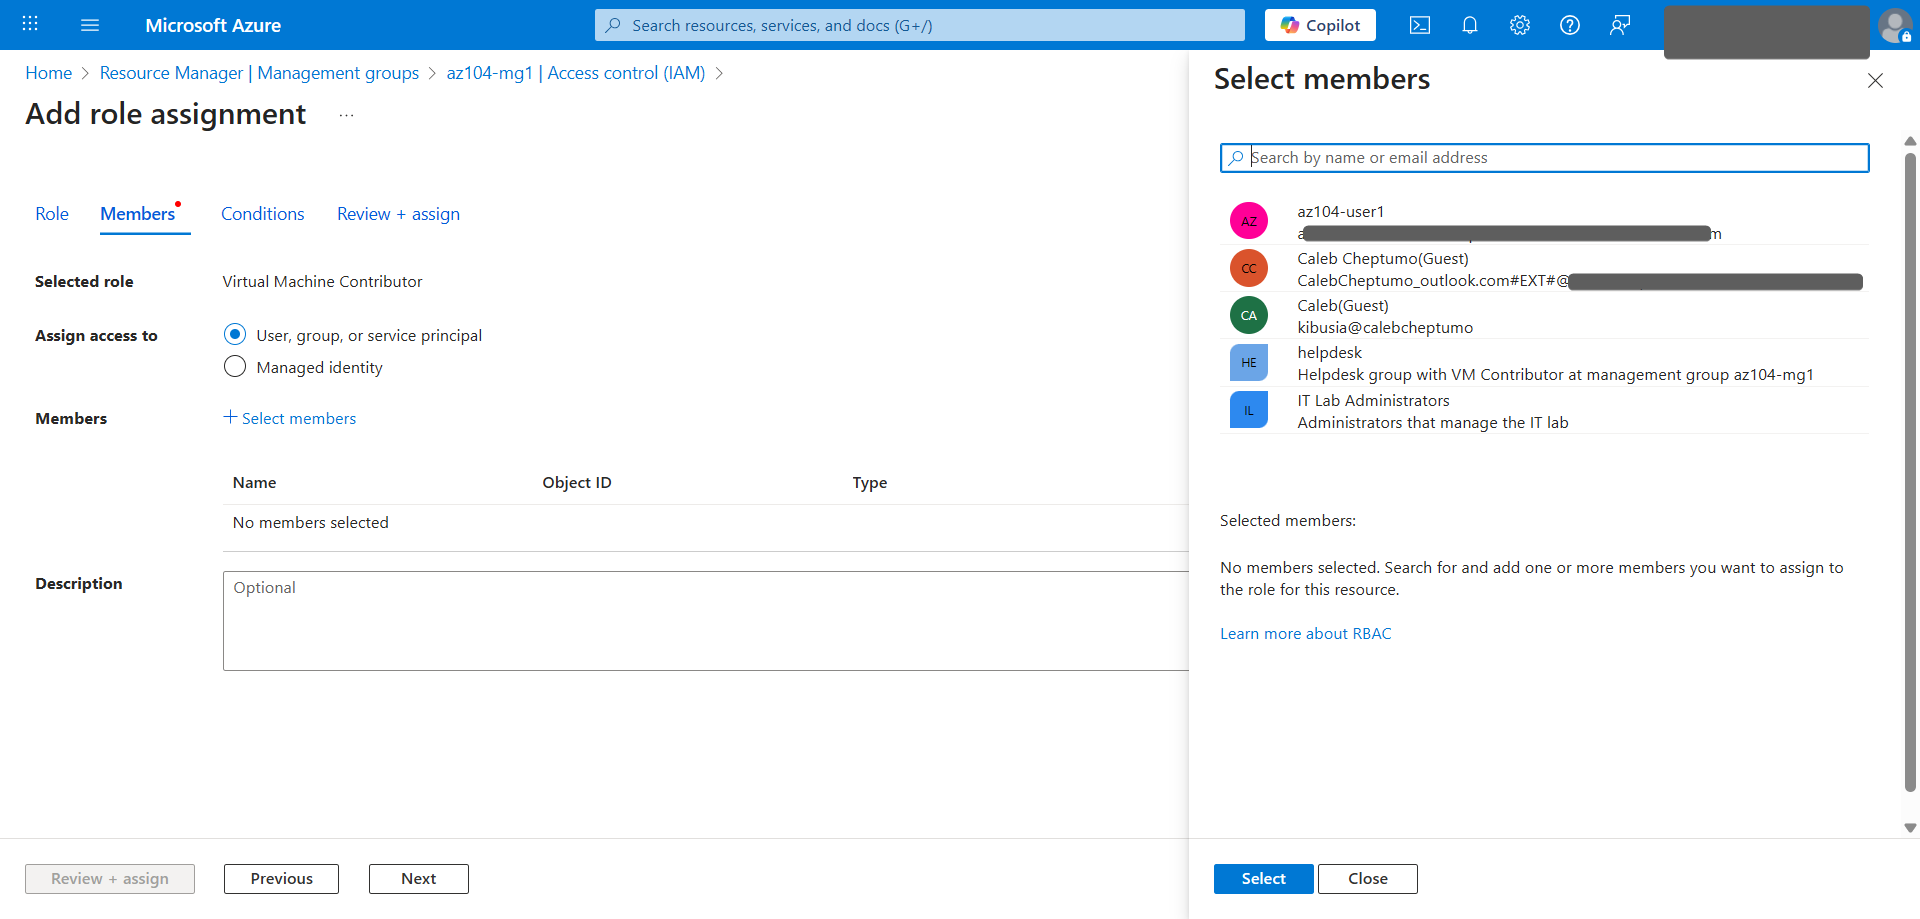 Microsoft Azure
Search resources, services, and docs (G+/)
Copilot
Home > Resource Manager | Management groups > az104-mg1 | Access control (IAM) >
Add role assignment ...
Role Members Conditions Review + assign
Selected role Virtual Machine Contributor
Assign access to User, group, or service principal
Managed identity
Members + Select members
Name Object ID Type
No members selected
Description Optional
Review + assign Previous Next
Select members
Search by name or email address
AZ az104-user1
a m
CC Caleb Cheptumo(Guest)
CalebCheptumo_outlook.com#EXT#@
CA Caleb(Guest)
kibusia@calebcheptumo
HE helpdesk
Helpdesk group with VM Contributor at management group az104-mg1
IL IT Lab Administrators
Administrators that manage the IT lab
Selected members:
No members selected. Search for and add one or more members you want to assign to
the role for this resource.
Learn more about RBAC
Select Close